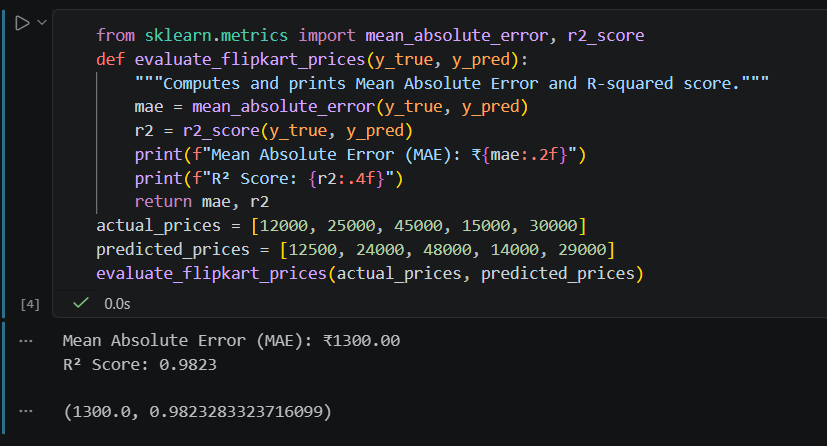 from sklearn.metrics import mean_absolute_error, r2_score
def evaluate_flipkart_prices(y_true, y_pred):
    """Computes and prints Mean Absolute Error and R-squared score."""
    mae = mean_absolute_error(y_true, y_pred)
    r2 = r2_score(y_true, y_pred)
    print(f"Mean Absolute Error (MAE): ₹{mae:.2f}")
    print(f"R² Score: {r2:.4f}")
    return mae, r2
actual_prices = [12000, 25000, 45000, 15000, 30000]
predicted_prices = [12500, 24000, 48000, 14000, 29000]
evaluate_flipkart_prices(actual_prices, predicted_prices)
[4] 0.0s
... Mean Absolute Error (MAE): ₹1300.00
R² Score: 0.9823
... (1300.0, 0.9823283323716099)